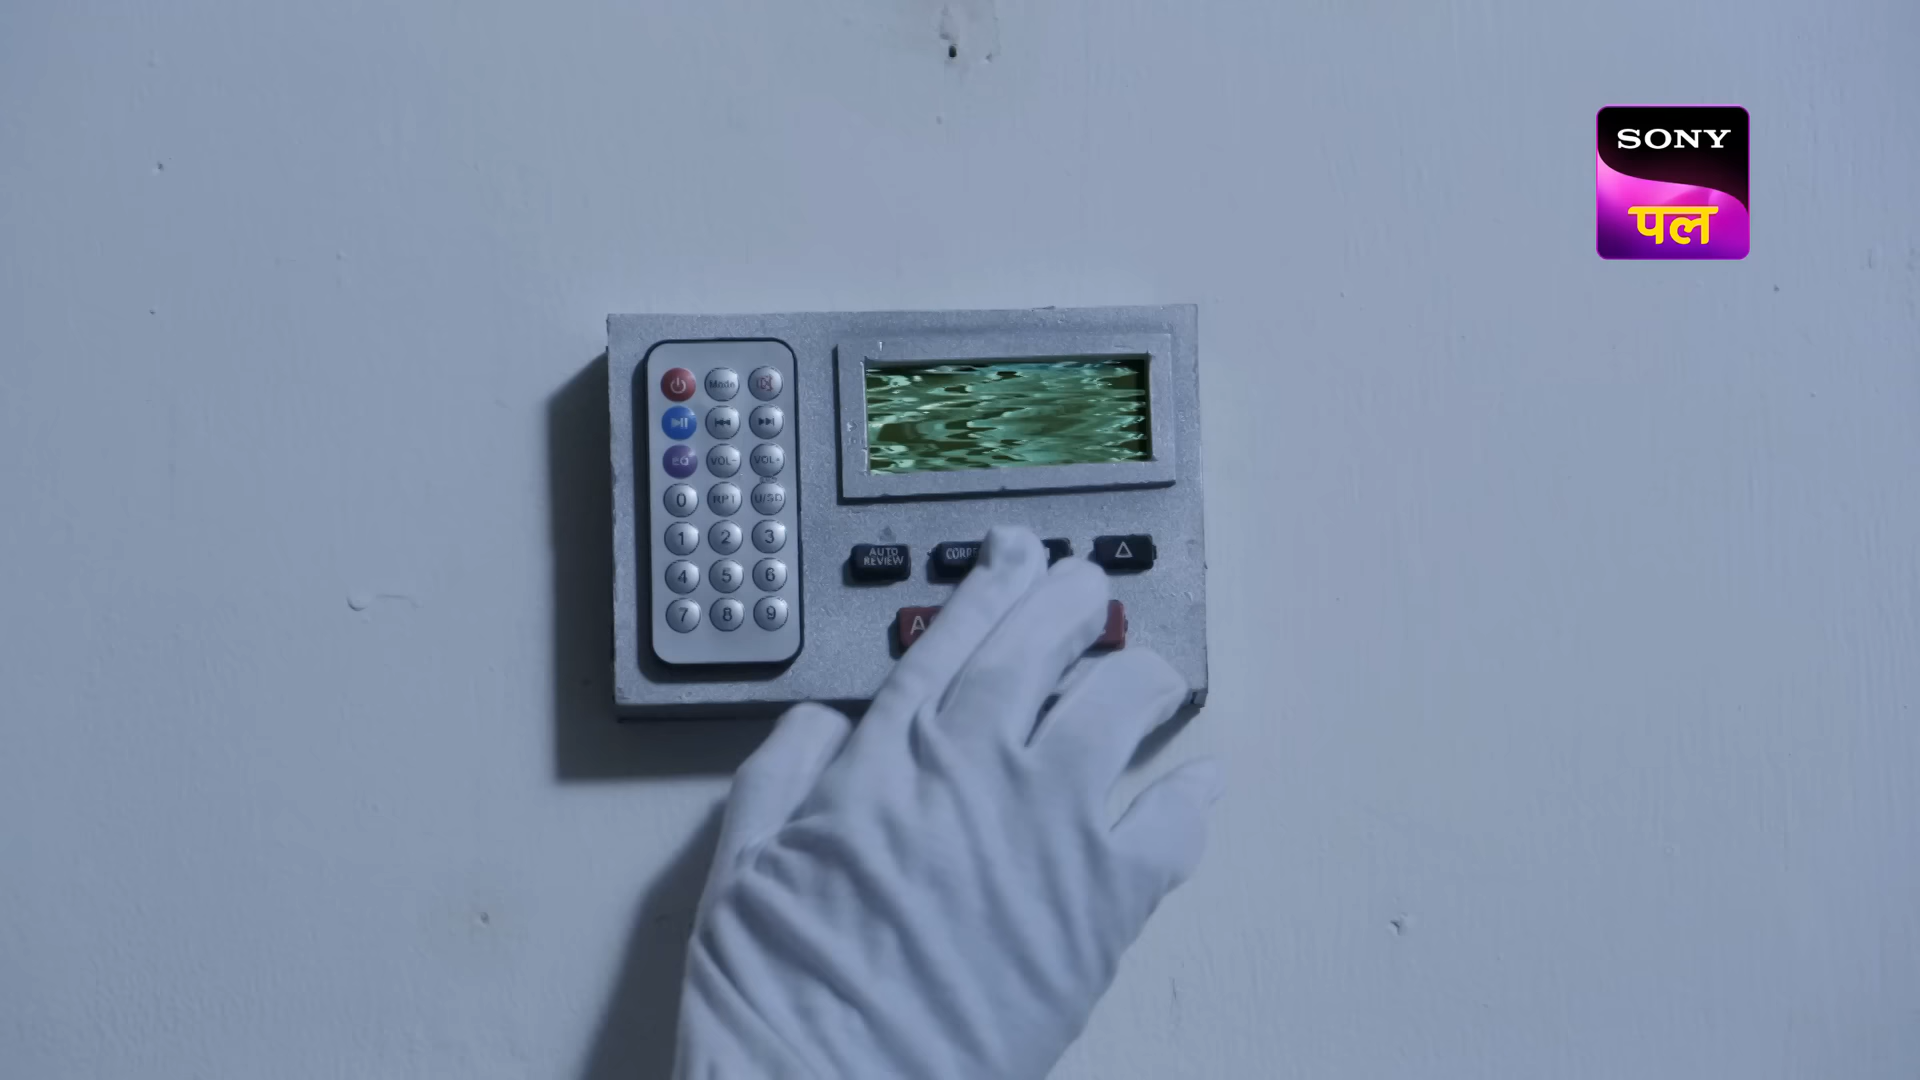 SONY
पल
Mode
EQ
VOL-
VOL+
0
RPT
U/SD
1
2
3
4
5
6
7
8
9
AUTO
REVIEW